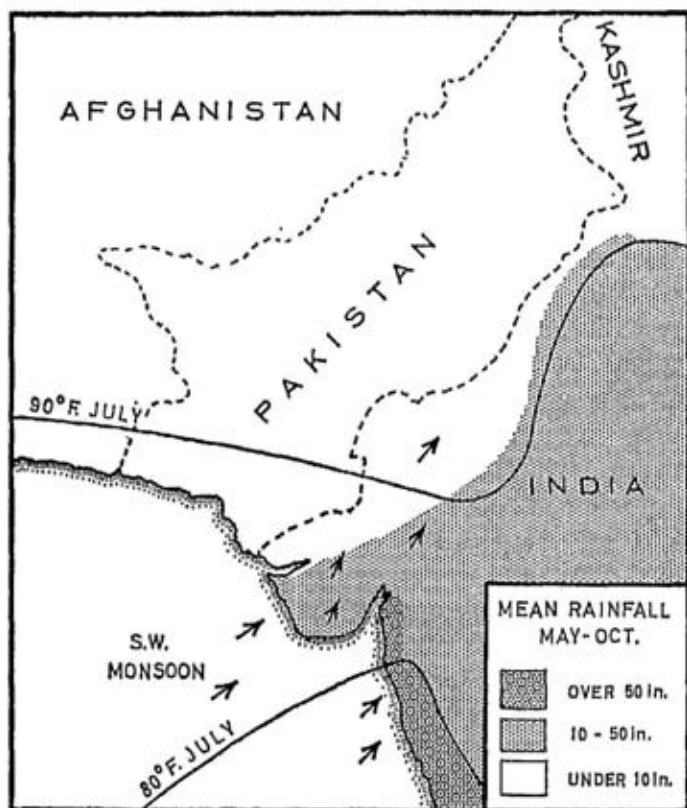 AFGHANISTAN
KASHMIR
PAKISTAN
90°F. JULY
INDIA
S.W.
MONSOON
80°F. JULY
MEAN RAINFALL
MAY-OCT.
OVER 50 in.
10 - 50 in.
UNDER 10 in.